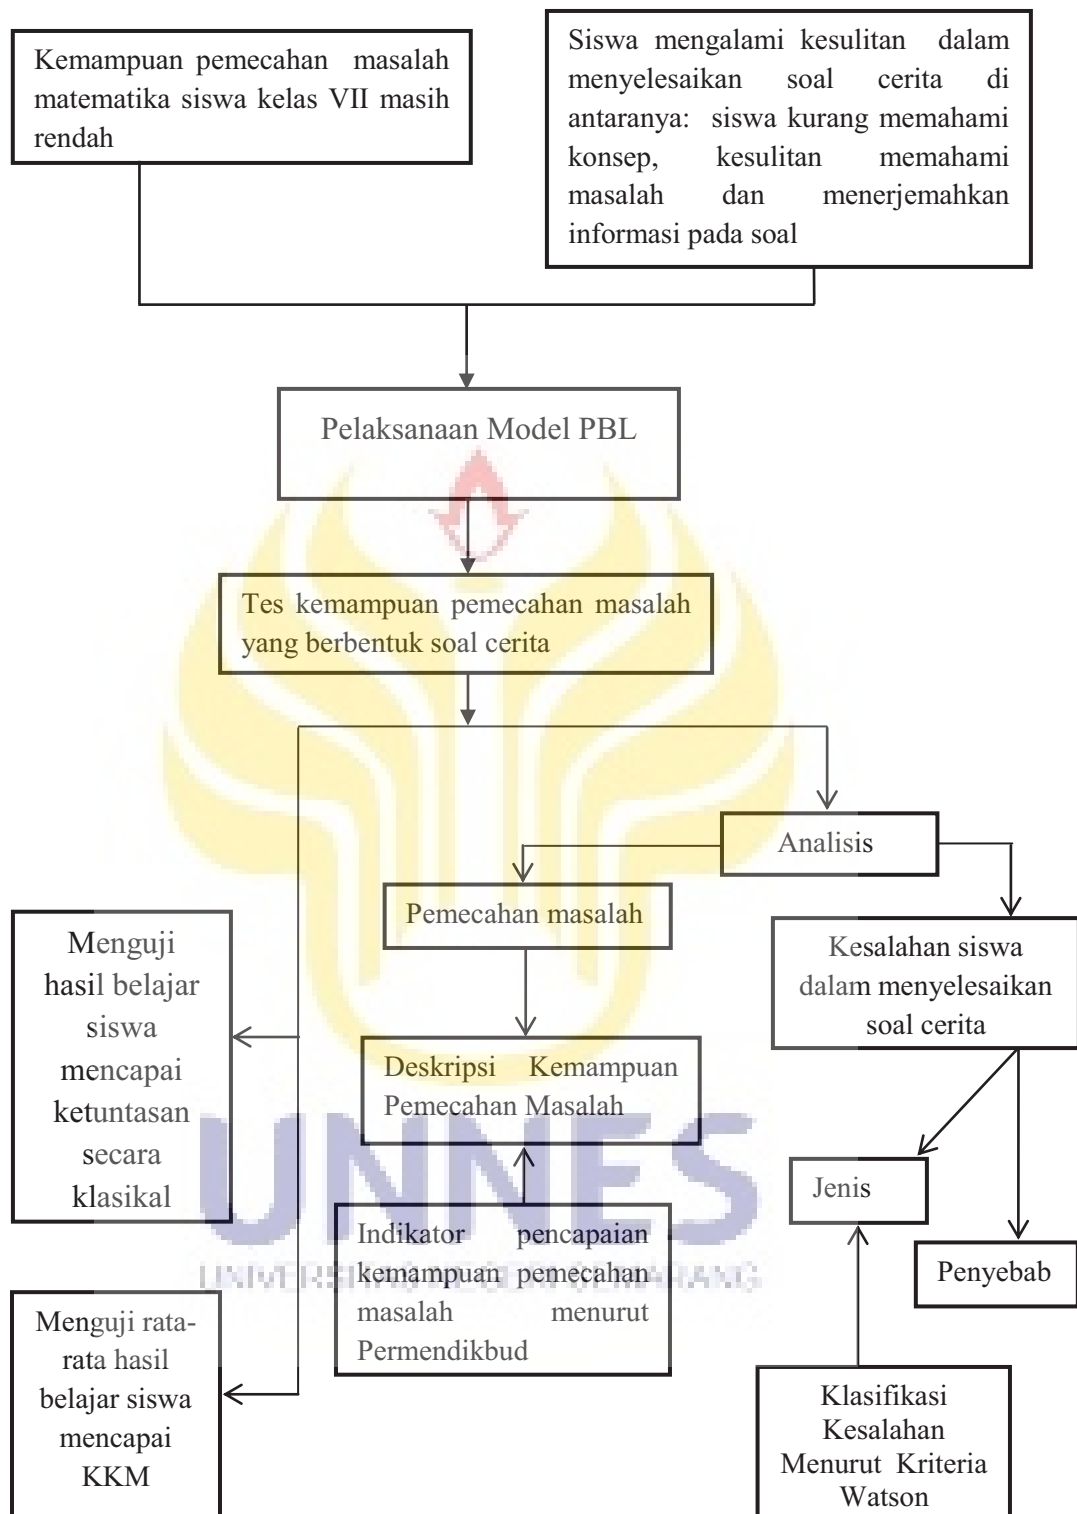 Kemampuan pemecahan masalah
matematika siswa kelas VII masih
rendah
Siswa mengalami kesulitan dalam
menyelesaikan soal cerita di
antaranya: siswa kurang memahami
konsep, kesulitan memahami
masalah dan menerjemahkan
informasi pada soal
Pelaksanaan Model PBL
Tes kemampuan pemecahan masalah
yang berbentuk soal cerita
Analisis
Pemecahan masalah
Kesalahan siswa
dalam menyelesaikan
soal cerita
Menguji
hasil belajar
siswa
mencapai
ketuntasan
secara
klasikal
Deskripsi Kemampuan
Pemecahan Masalah
Jenis
Penyebab
Indikator pencapaian
kemampuan pemecahan
masalah menurut
Permendikbud
Menguji rata-
rata hasil
belajar siswa
mencapai
KKM
Klasifikasi
Kesalahan
Menurut Kriteria
Watson
UNNES
UNIVERSITAS NEGERI SEMARANG